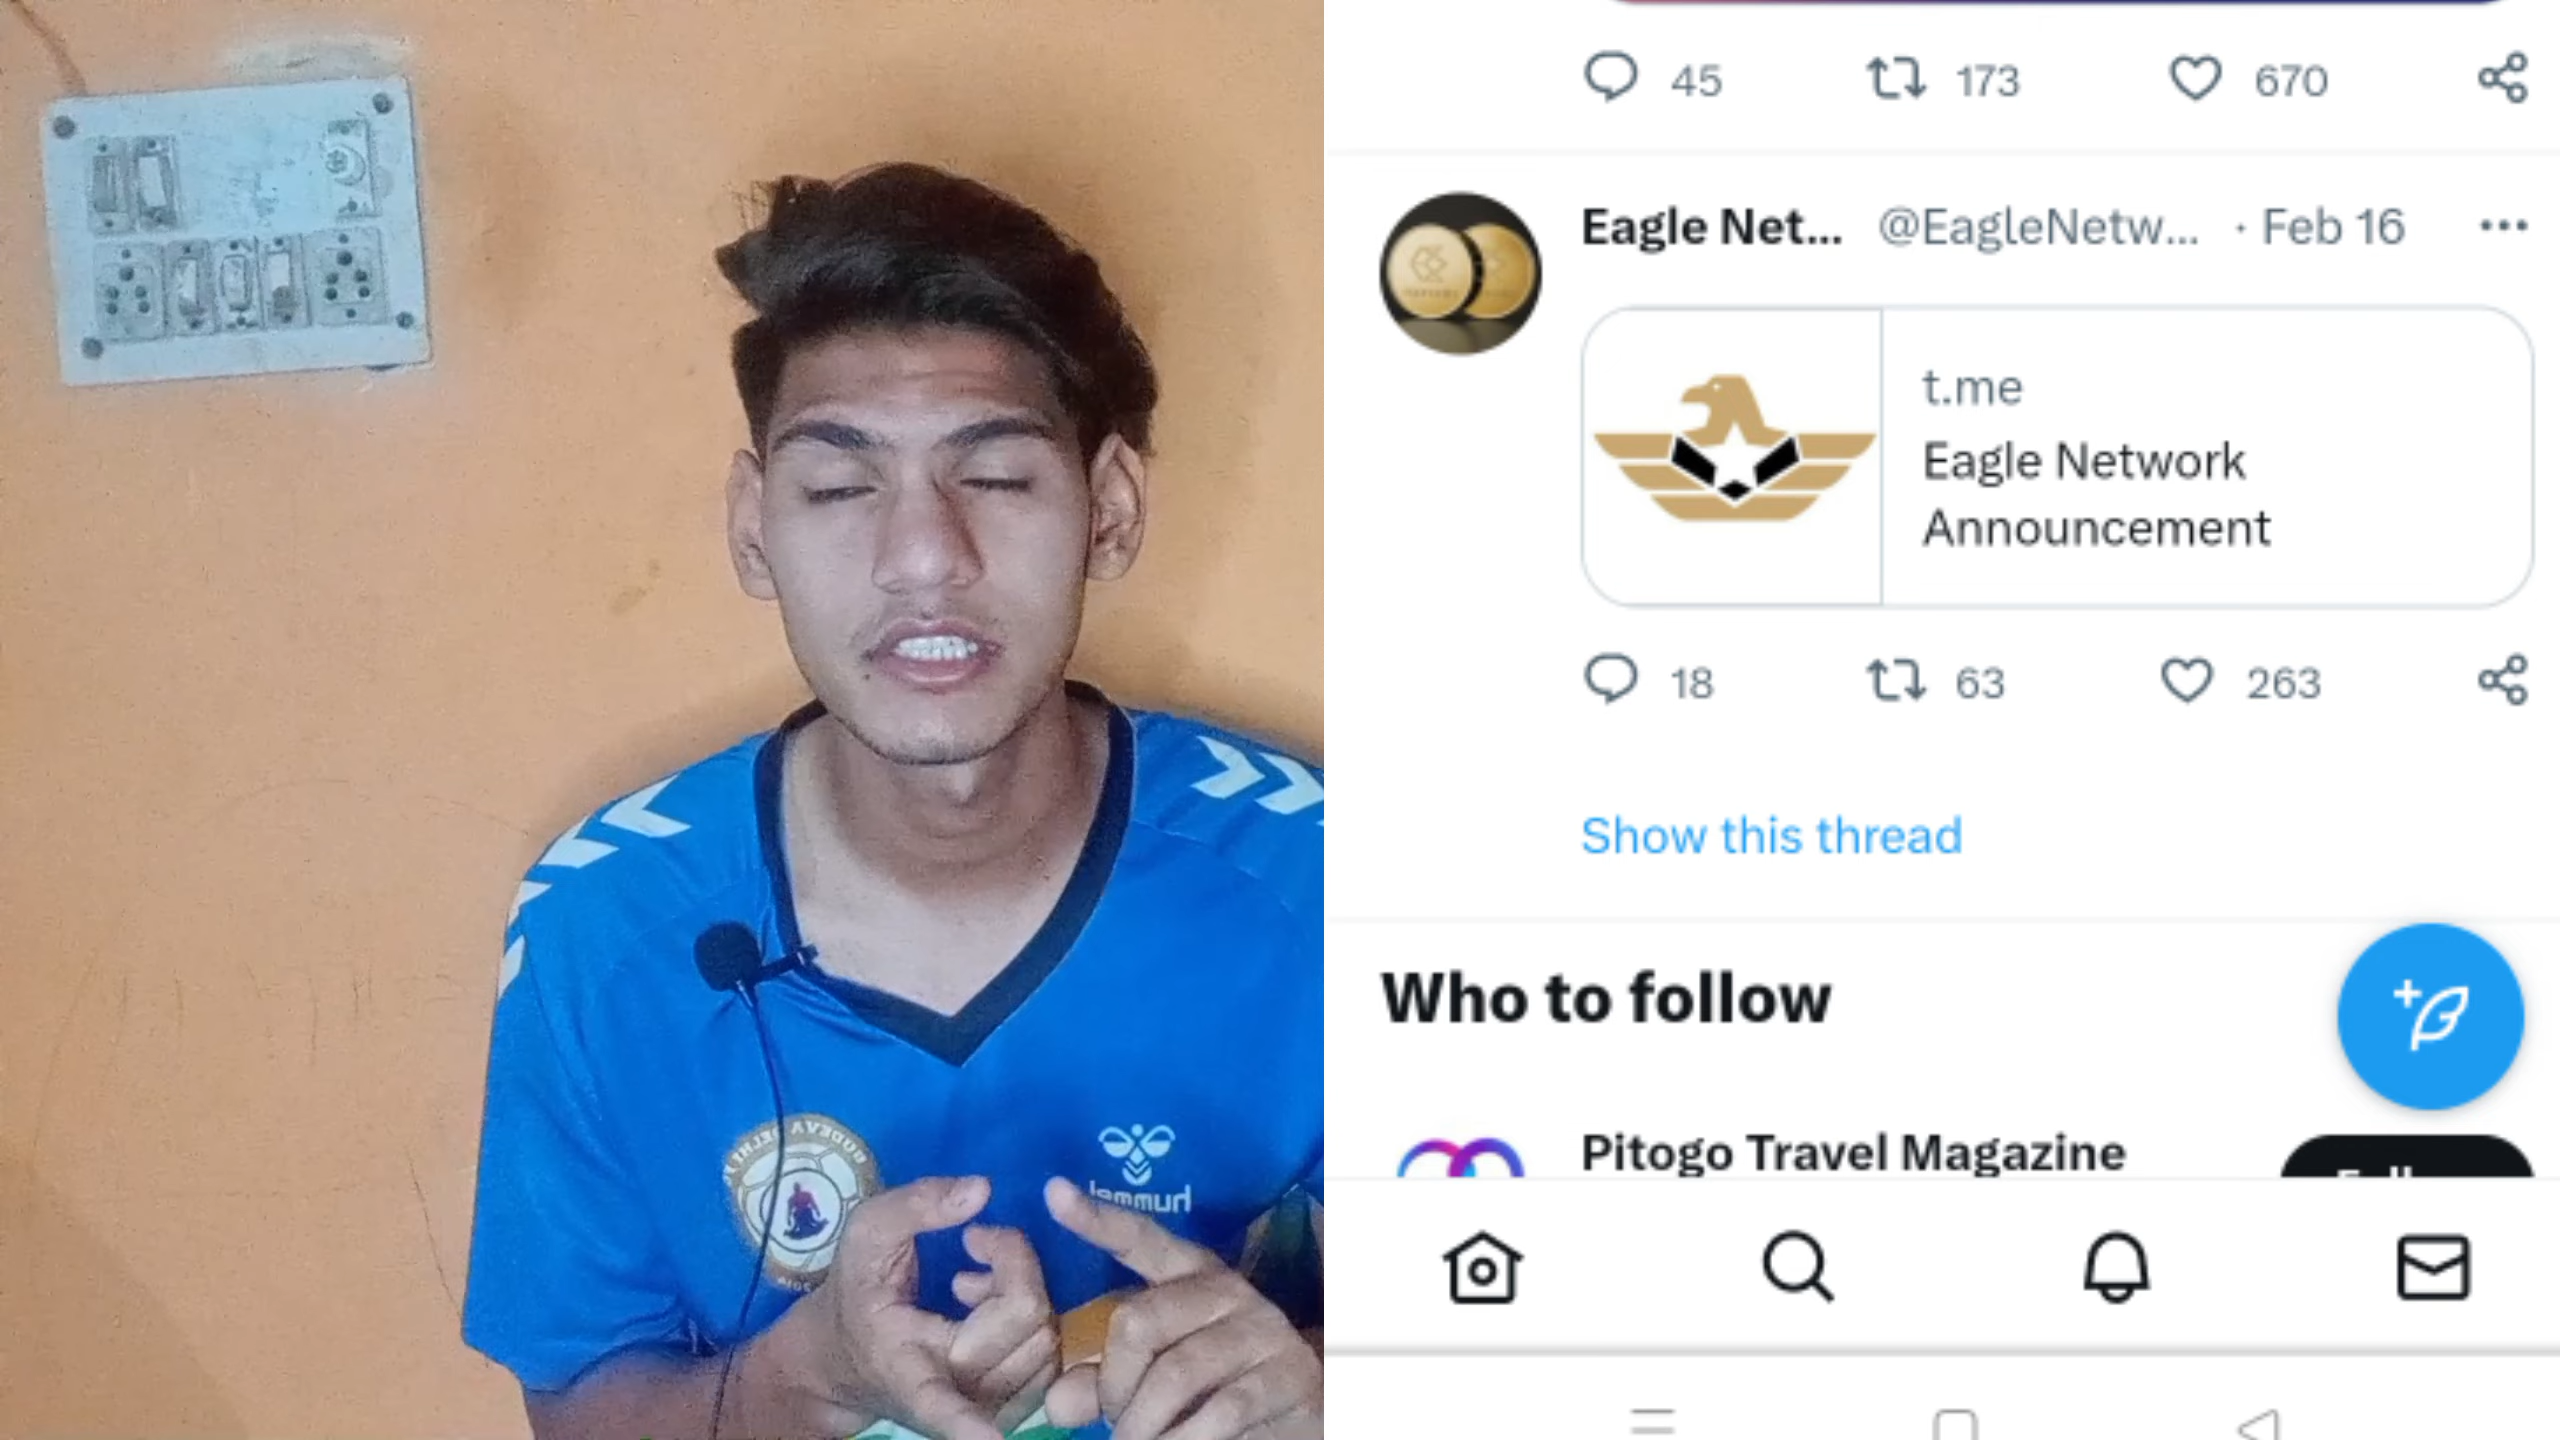 45 173 670
Eagle Net... @EagleNetw... · Feb 16
t.me
Eagle Network
Announcement
18 63 263
Show this thread
Who to follow
Pitogo Travel Magazine
hummel